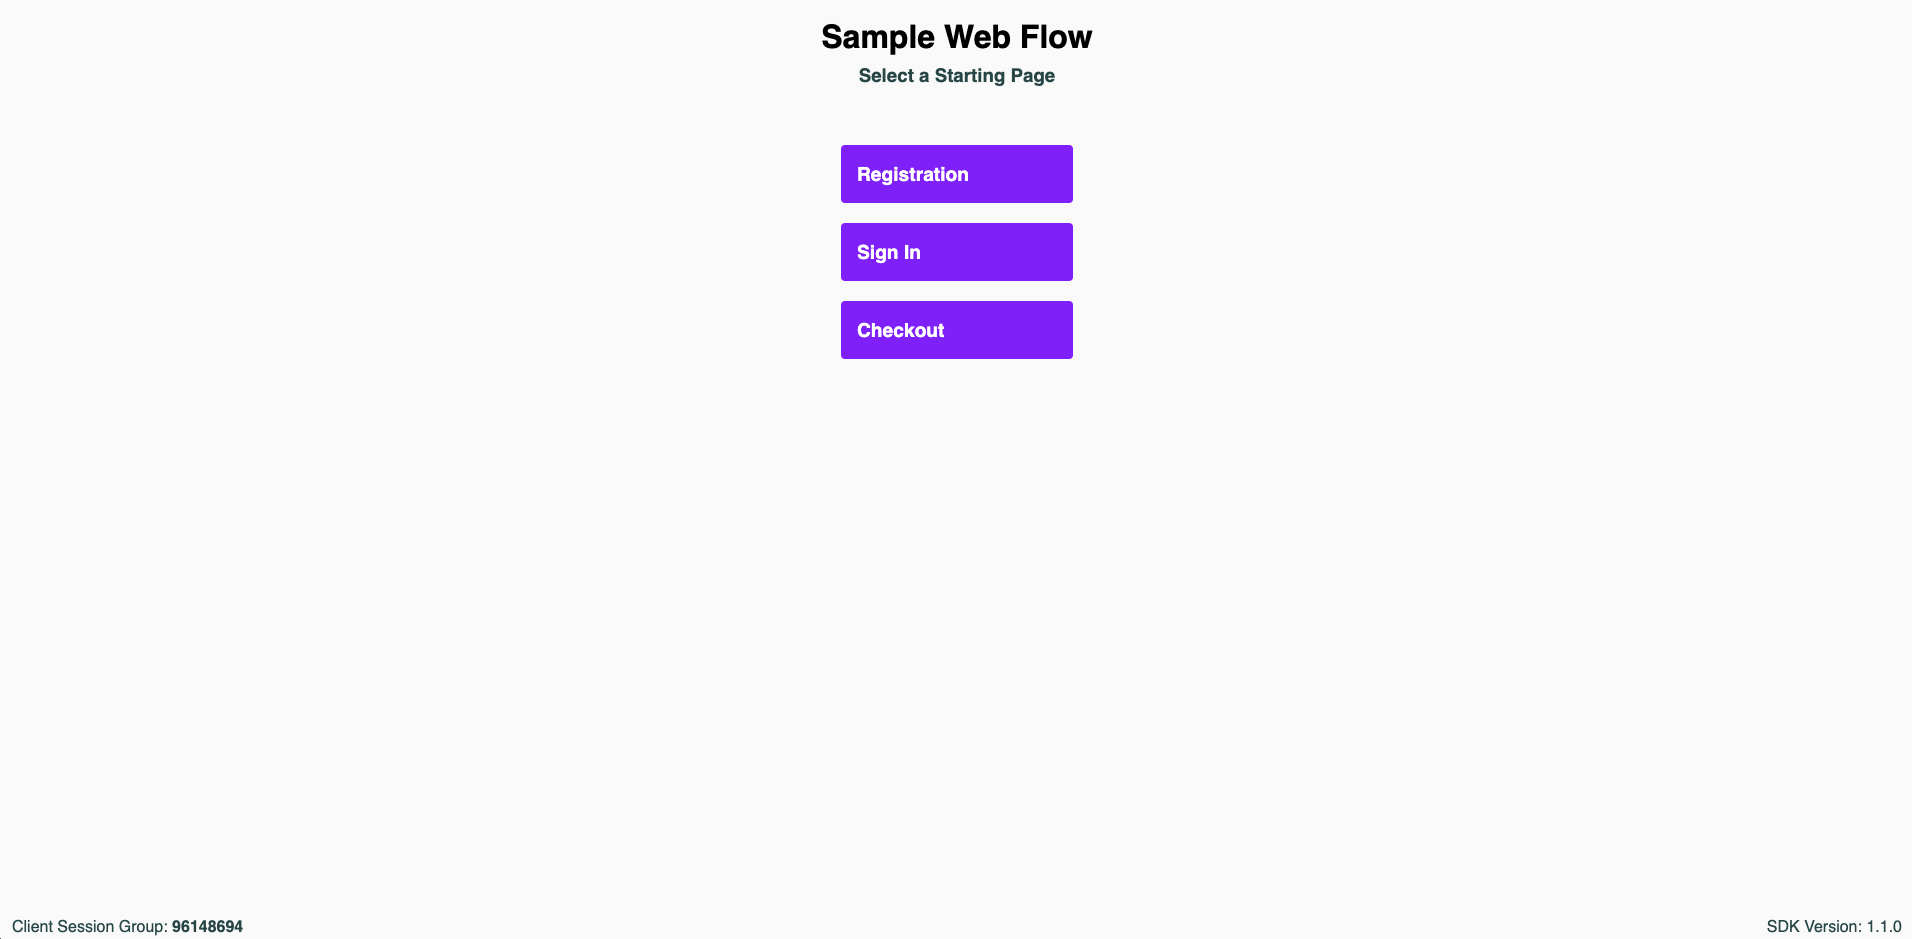 Sample Web Flow
Select a Starting Page
Registration
Sign In
Checkout
Client Session Group: 96148694
SDK Version: 1.1.0